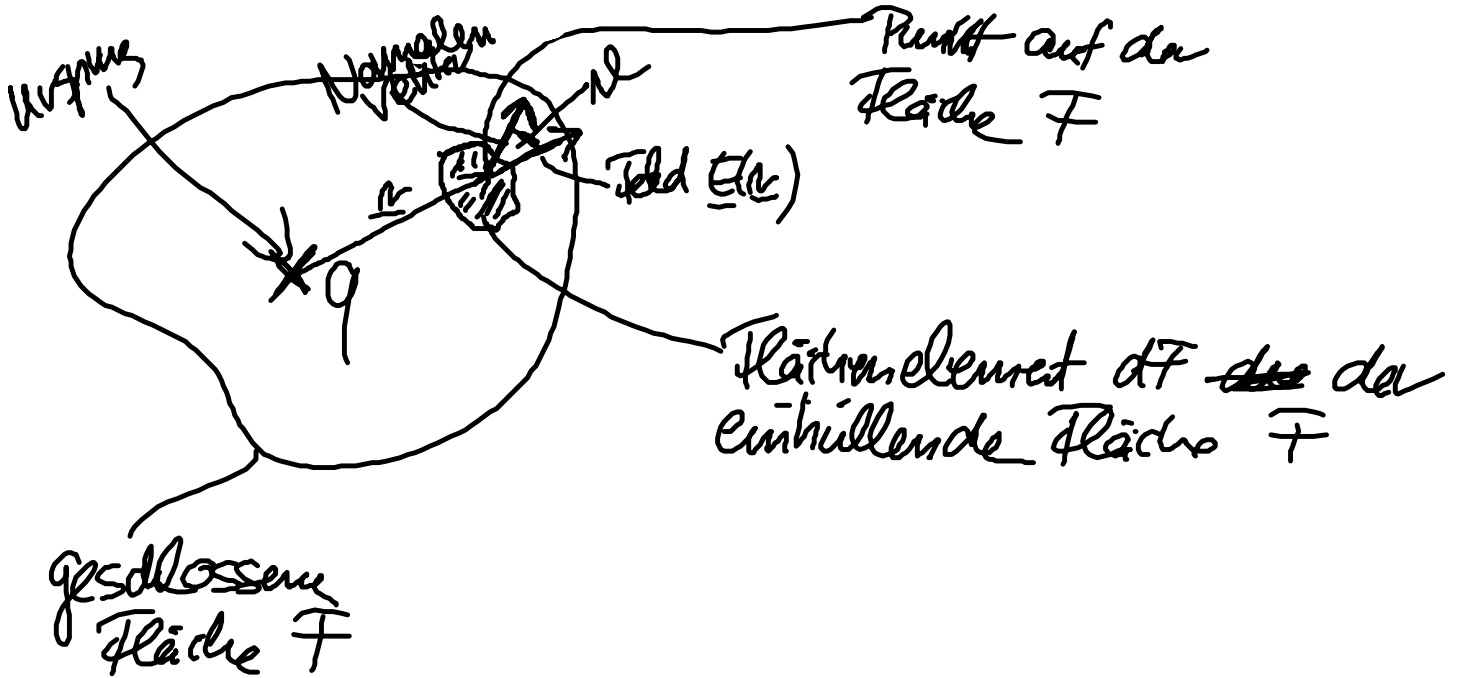 Ursprung
Normalen
vektor
Punkt auf der
Fläche F
r
Feld E(r)
q
Flächenelement dF der
einhüllende Fläche F
geschlossene
Fläche F